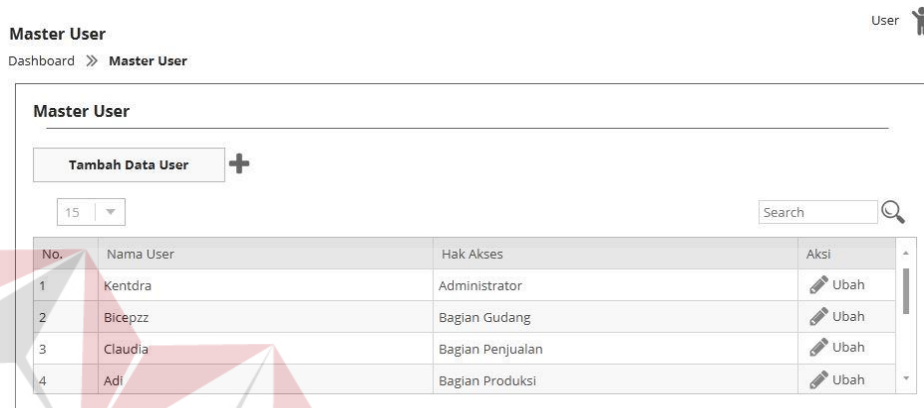 User
Master User
Dashboard Master User
Master User
Tambah Data User
15
Search
No. Nama User Hak Akses Aksi
1 Kentdra Administrator Ubah
2 Bicepzz Bagian Gudang Ubah
3 Claudia Bagian Penjualan Ubah
4 Adi Bagian Produksi Ubah